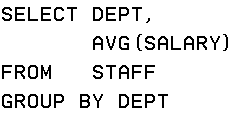 SELECT DEPT,
       AVG(SALARY)
FROM   STAFF
GROUP BY DEPT